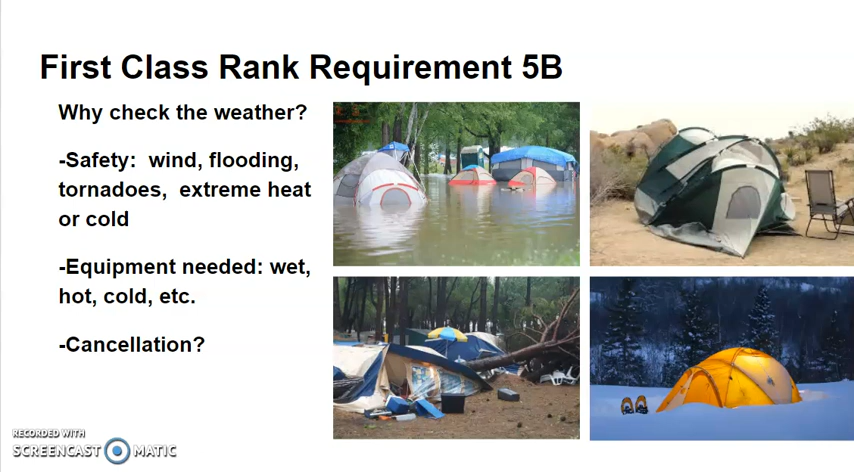 First Class Rank Requirement 5B
Why check the weather?
-Safety:  wind, flooding,
tornadoes,  extreme heat
or cold
-Equipment needed: wet,
hot, cold, etc.
-Cancellation?
RECORDED WITH
SCREENCAST MATIC